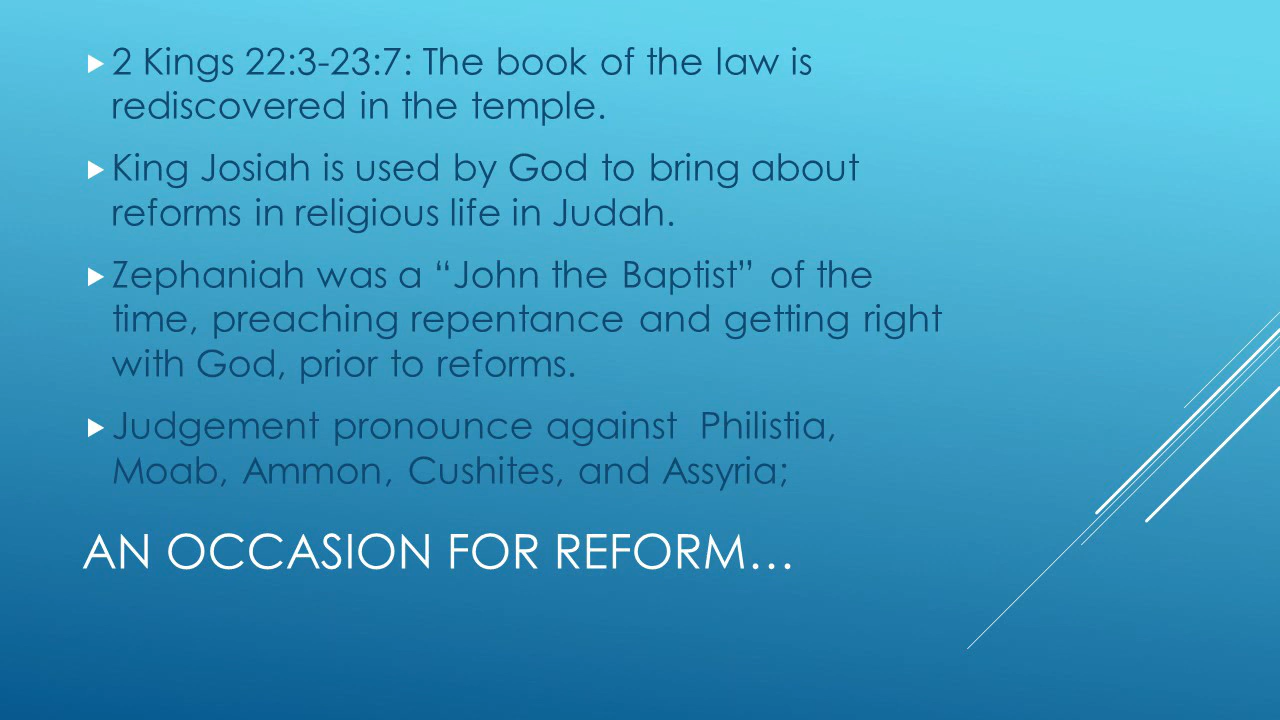 2 Kings 22:3-23:7: The book of the law is
rediscovered in the temple.
King Josiah is used by God to bring about
reforms in religious life in Judah.
Zephaniah was a “John the Baptist” of the
time, preaching repentance and getting right
with God, prior to reforms.
Judgement pronounce against  Philistia,
Moab, Ammon, Cushites, and Assyria;
AN OCCASION FOR REFORM…